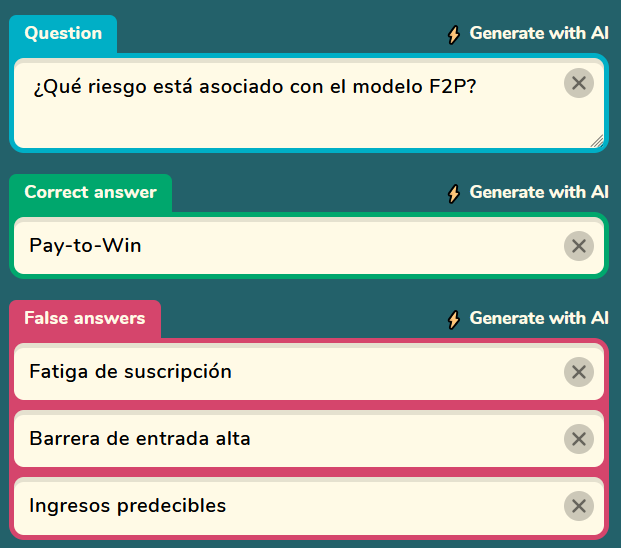 Question
Generate with AI
¿Qué riesgo está asociado con el modelo F2P?
Correct answer
Generate with AI
Pay-to-Win
False answers
Generate with AI
Fatiga de suscripción
Barrera de entrada alta
Ingresos predecibles